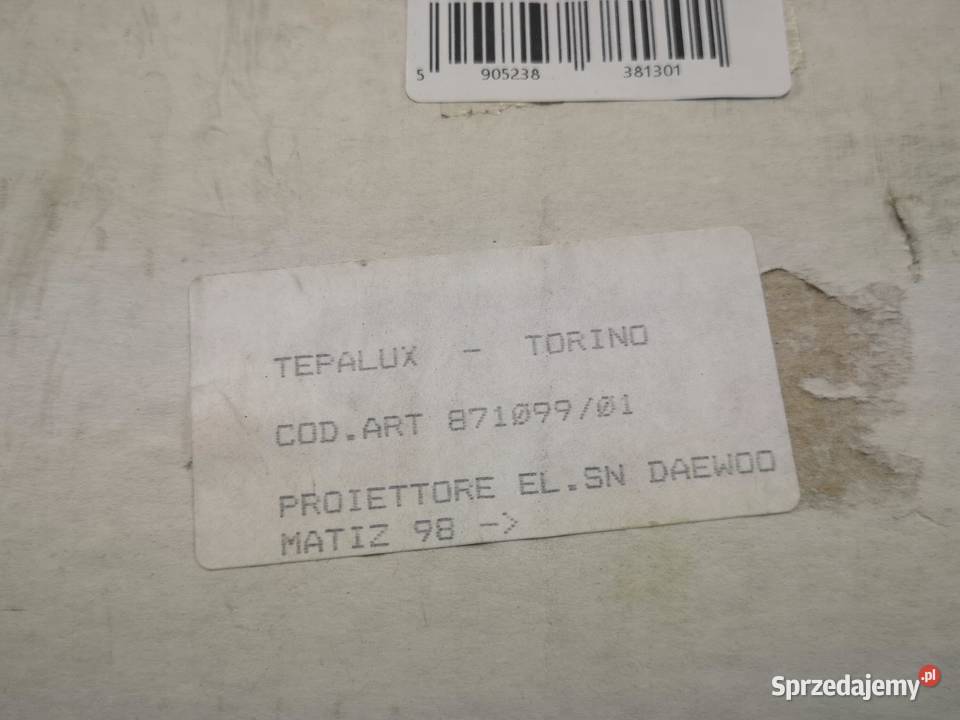 5 905238 381301
TEPALUX - TORINO
COD.ART 871099/01
PROIETTORE EL.SN DAEWOO
MATIZ 98 ->
Sprzedajemy.pl